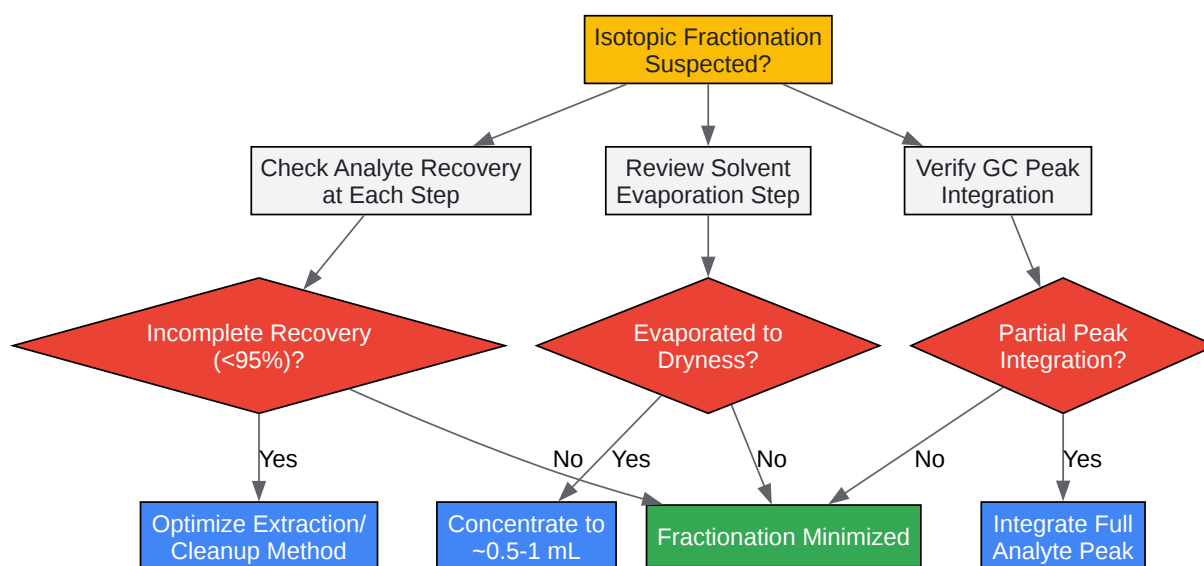 Isotopic Fractionation
Suspected?
Check Analyte Recovery
at Each Step
Review Solvent
Evaporation Step
Verify GC Peak
Integration
Incomplete Recovery
(<95%)?
Evaporated to
Dryness?
Partial Peak
Integration?
Yes
No
Yes
No
No
Yes
Optimize Extraction/
Cleanup Method
Concentrate to
~0.5-1 mL
Fractionation Minimized
Integrate Full
Analyte Peak